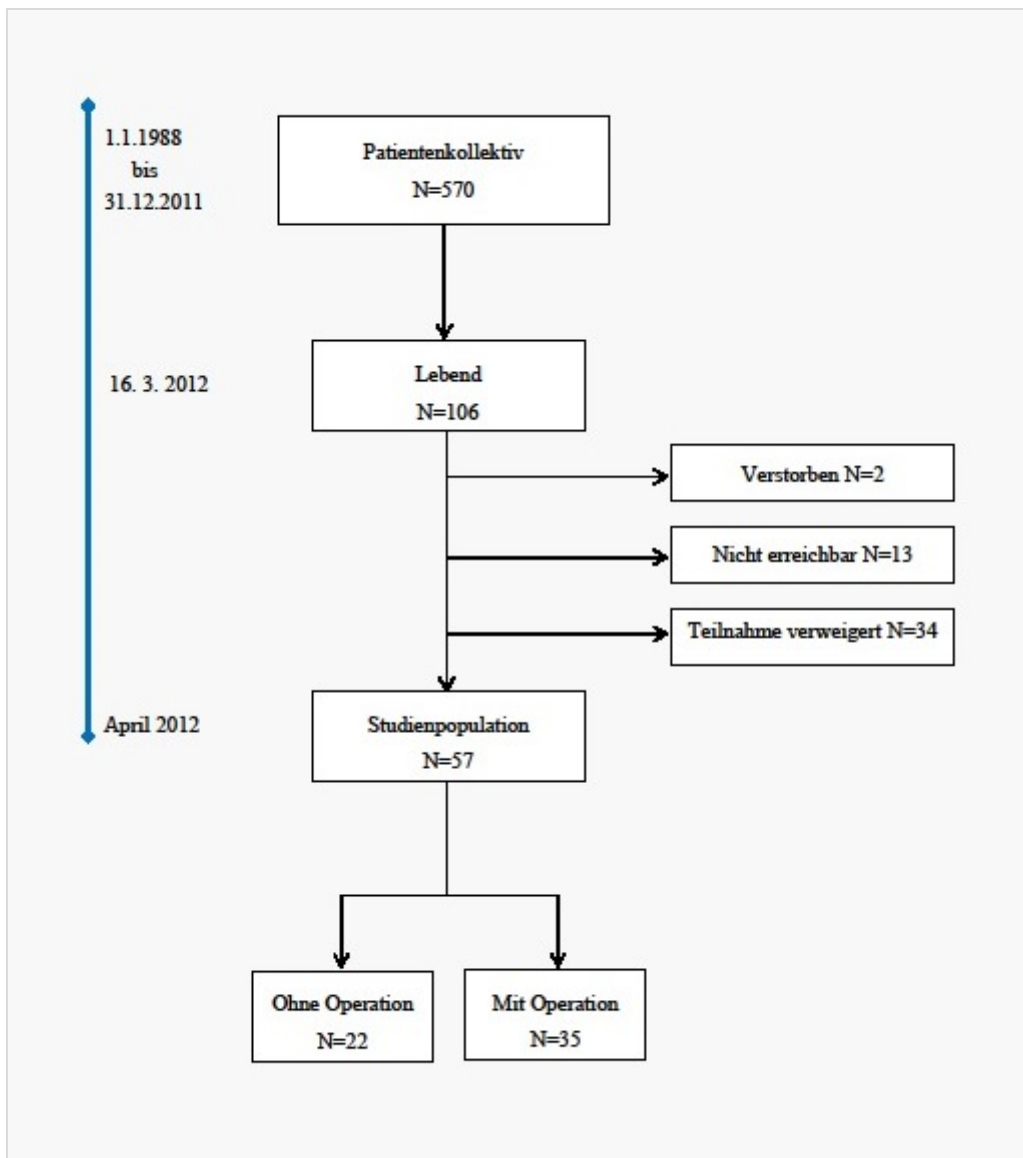 1.1.1988
bis
31.12.2011
Patientenkollektiv
N=570
16. 3. 2012
Lebend
N=106
Verstorben N=2
Nicht erreichbar N=13
Teilnahme verweigert N=34
April 2012
Studienpopulation
N=57
Ohne Operation
N=22
Mit Operation
N=35